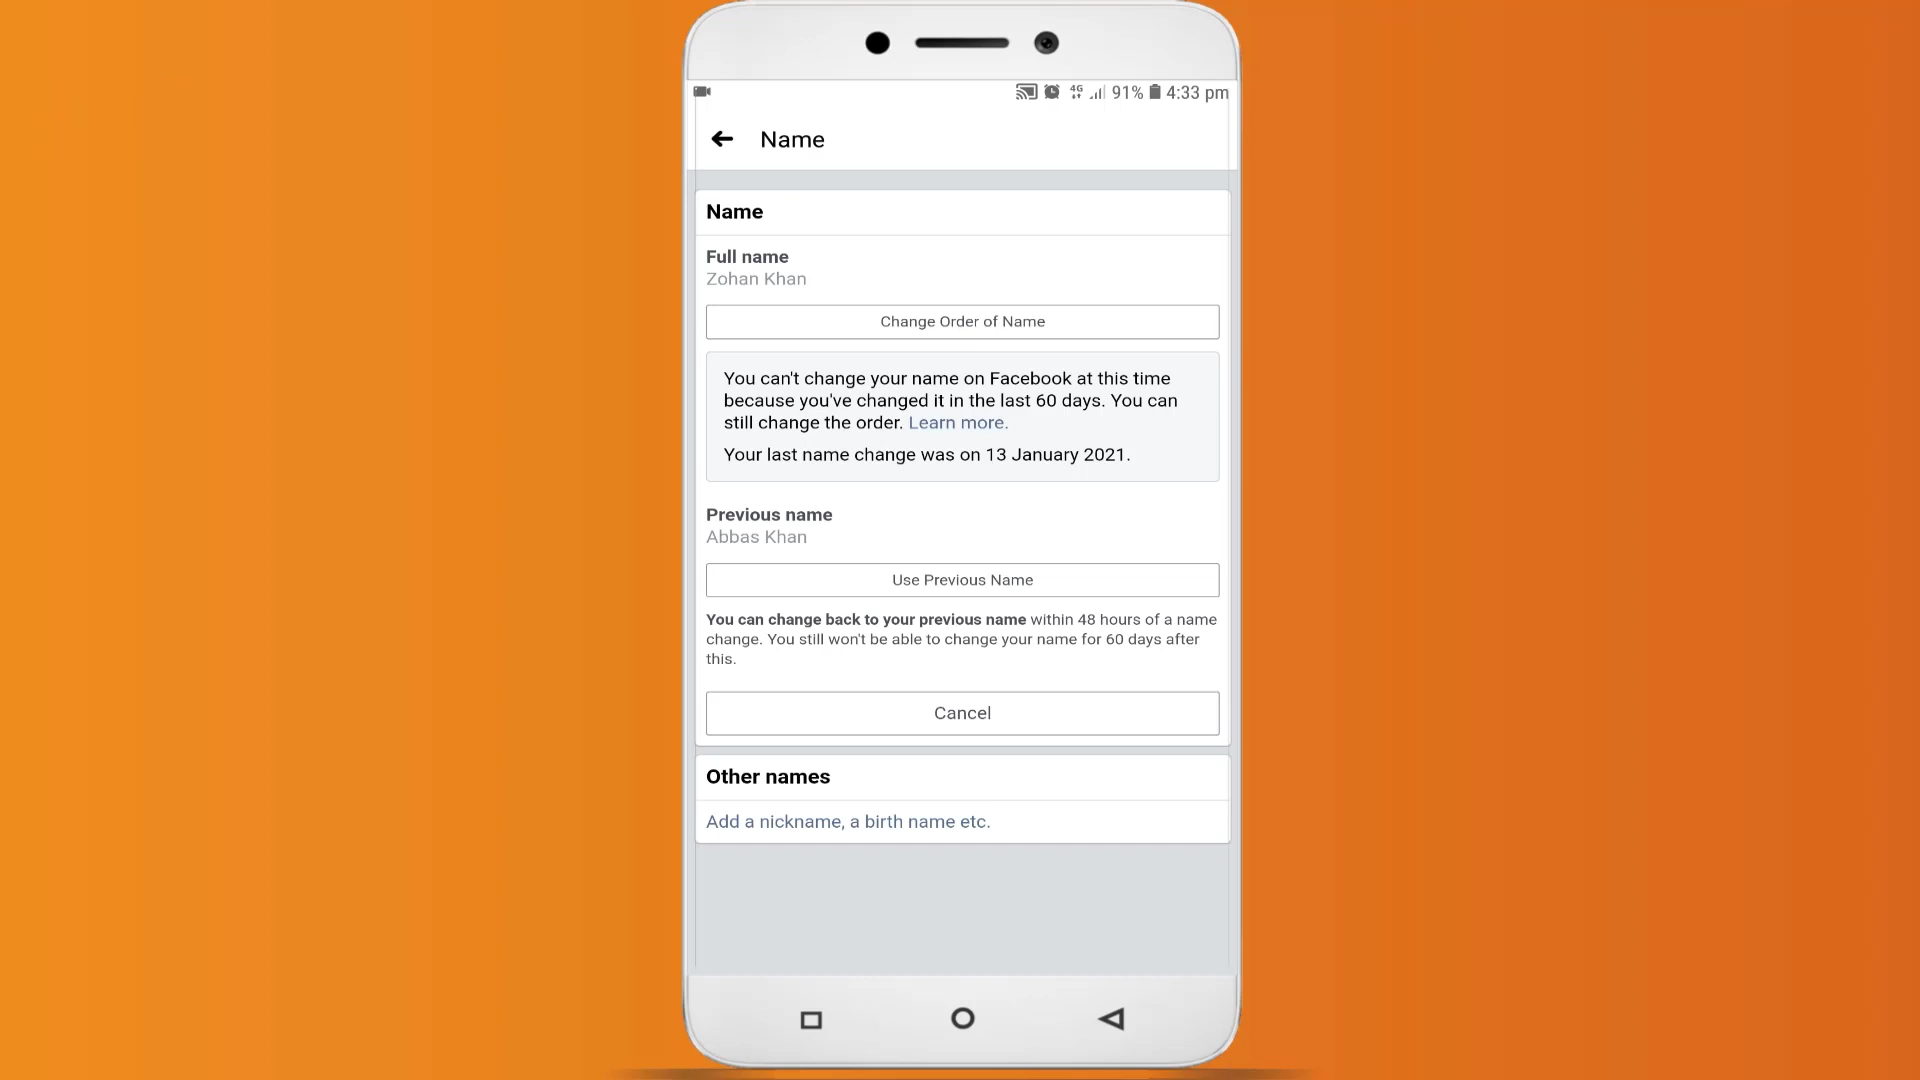 4G 91% 4:33 pm
Name
Name
Full name
Zohan Khan
Change Order of Name
You can't change your name on Facebook at this time
because you've changed it in the last 60 days. You can
still change the order. Learn more.
Your last name change was on 13 January 2021.
Previous name
Abbas Khan
Use Previous Name
You can change back to your previous name within 48 hours of a name
change. You still won't be able to change your name for 60 days after
this.
Cancel
Other names
Add a nickname, a birth name etc.